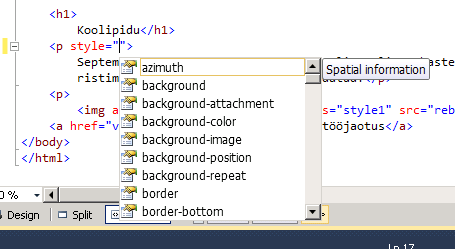 <h1>
Koolipidu</h1>
<p style="">
Septem
aste
azimuth
Spatial information
ristim
background
<p>
background-attachment
<img a
="style1" src="reb
background-color
<a href="v
tööjaotus</a>
background-image
</body>
background-position
</html>
background-repeat
0 %
border
Design
Split
border-bottom
Ln 17